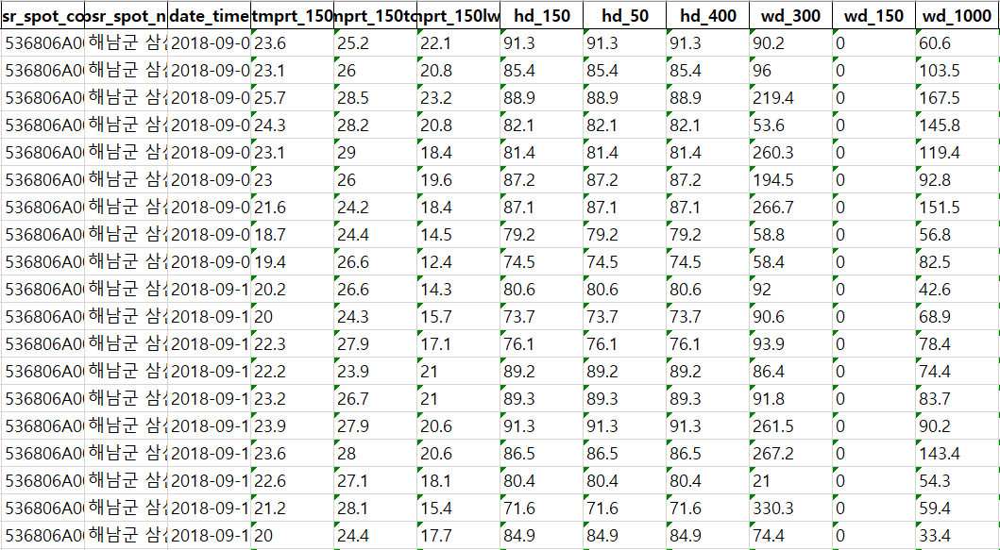 sr_spot_co osr_spot_n date_time tmprt_150 mprt_150to nprt_150lw hd_150 hd_50 hd_400 wd_300 wd_150 wd_1000
536806A0 해남군 삼 2018-09-0 23.6 25.2 22.1 91.3 91.3 91.3 90.2 0 60.6
536806A0 해남군 삼 2018-09-0 23.1 26 20.8 85.4 85.4 85.4 96 0 103.5
536806A0 해남군 삼 2018-09-0 25.7 28.5 23.2 88.9 88.9 88.9 219.4 0 167.5
536806A0 해남군 삼 2018-09-0 24.3 28.2 20.8 82.1 82.1 82.1 53.6 0 145.8
536806A0 해남군 삼 2018-09-0 23.1 29 18.4 81.4 81.4 81.4 260.3 0 119.4
536806A0 해남군 삼 2018-09-0 23 26 19.6 87.2 87.2 87.2 194.5 0 92.8
536806A0 해남군 삼 2018-09-0 21.6 24.2 18.4 87.1 87.1 87.1 266.7 0 151.5
536806A0 해남군 삼 2018-09-0 18.7 24.4 14.5 79.2 79.2 79.2 58.8 0 56.8
536806A0 해남군 삼 2018-09-0 19.4 26.6 12.4 74.5 74.5 74.5 58.4 0 82.5
536806A0 해남군 삼 2018-09-1 20.2 26.6 14.3 80.6 80.6 80.6 92 0 42.6
536806A0 해남군 삼 2018-09-1 20 24.3 15.7 73.7 73.7 73.7 90.6 0 68.9
536806A0 해남군 삼 2018-09-1 22.3 27.9 17.1 76.1 76.1 76.1 93.9 0 78.4
536806A0 해남군 삼 2018-09-1 22.2 23.9 21 89.2 89.2 89.2 86.4 0 74.4
536806A0 해남군 삼 2018-09-1 23.2 26.7 21 89.3 89.3 89.3 91.8 0 83.7
536806A0 해남군 삼 2018-09-1 23.9 27.9 20.6 91.3 91.3 91.3 261.5 0 90.2
536806A0 해남군 삼 2018-09-1 23.6 28 20.6 86.5 86.5 86.5 267.2 0 143.4
536806A0 해남군 삼 2018-09-1 22.6 27.1 18.1 80.4 80.4 80.4 21 0 54.3
536806A0 해남군 삼 2018-09-1 21.2 28.1 15.4 71.6 71.6 71.6 330.3 0 59.4
536806A0 해남군 삼 2018-09-1 20 24.4 17.7 84.9 84.9 84.9 74.4 0 33.4